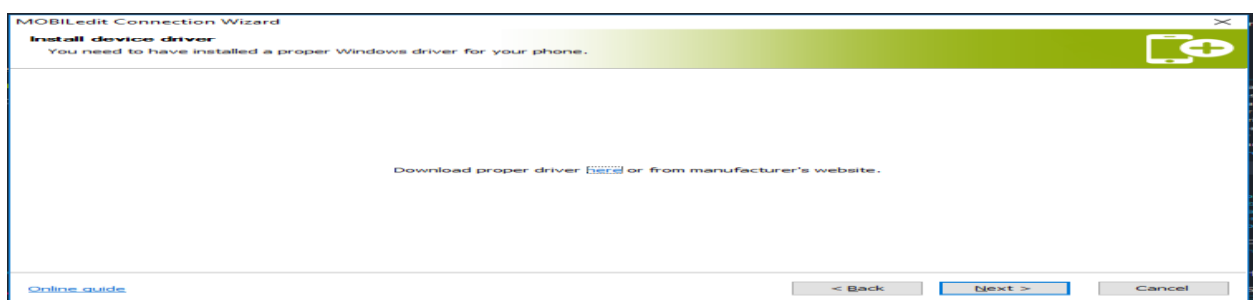 MOBILedit Connection Wizard
Install device driver
You need to have installed a proper Windows driver for your phone.
Download proper driver here or from manufacturer's website.
Online guide
< Back
Next >
Cancel